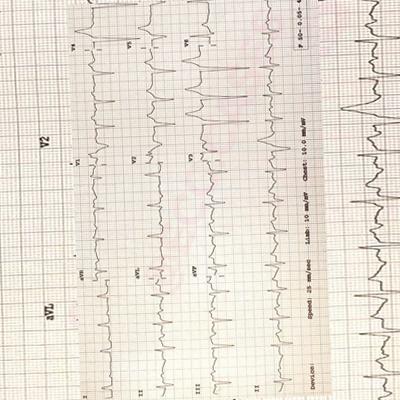 V2
aVL
V4
V5
V6
V1
V2
V3
aVR
aVL
aVF
I
II
III
II
Device:
Speed: 25 mm/sec
Limb: 10 mm/mV
Chest: 10.0 mm/mV